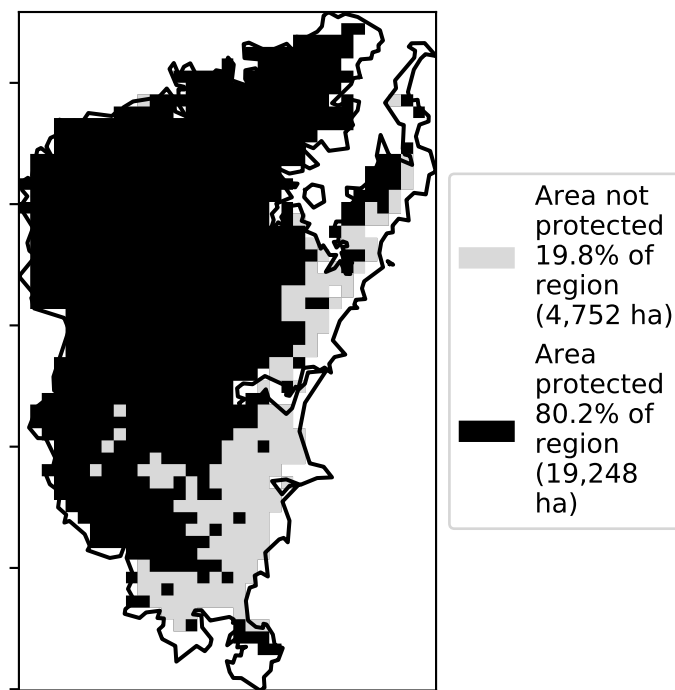 Area not
protected
19.8% of
region
(4,752 ha)
Area
protected
80.2% of
region
(19,248
ha)